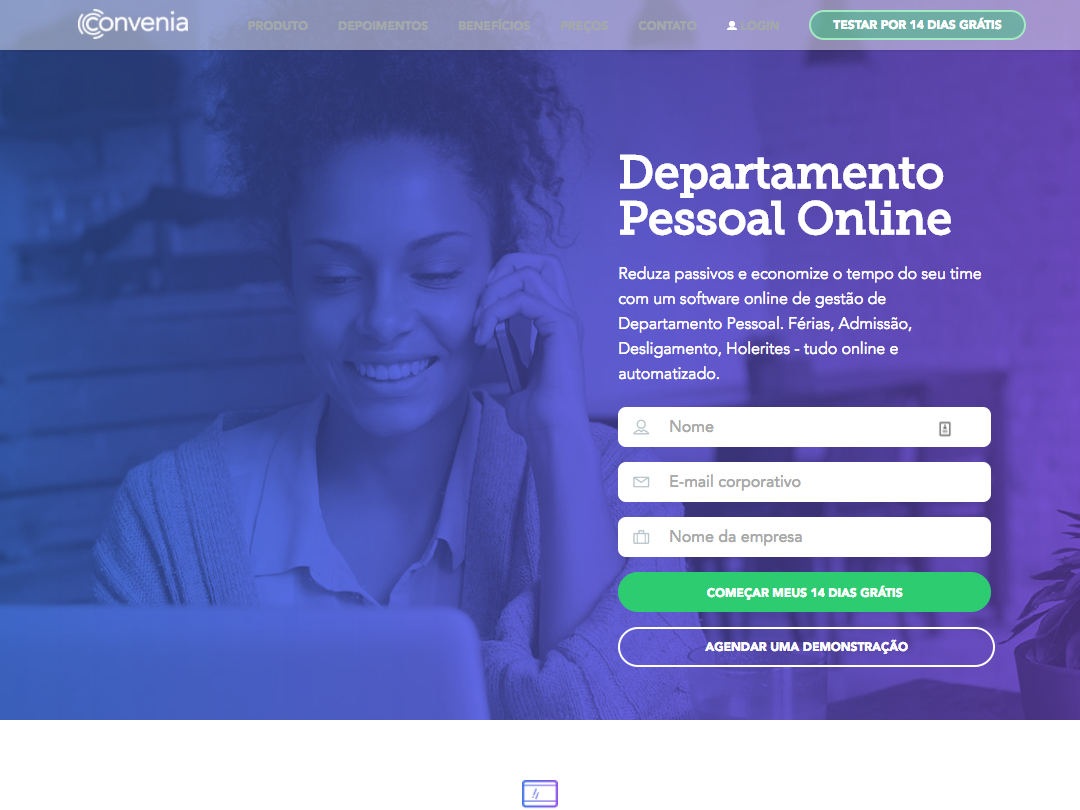 Convenia
PRODUTO DEPOIMENTOS BENEFÍCIOS PREÇOS CONTATO LOGIN TESTAR POR 14 DIAS GRÁTIS
Departamento
Pessoal Online
Reduza passivos e economize o tempo do seu time
com um software online de gestão de
Departamento Pessoal. Férias, Admissão,
Desligamento, Holerites - tudo online e
automatizado.
Nome
E-mail corporativo
Nome da empresa
COMEÇAR MEUS 14 DIAS GRÁTIS
AGENDAR UMA DEMONSTRAÇÃO